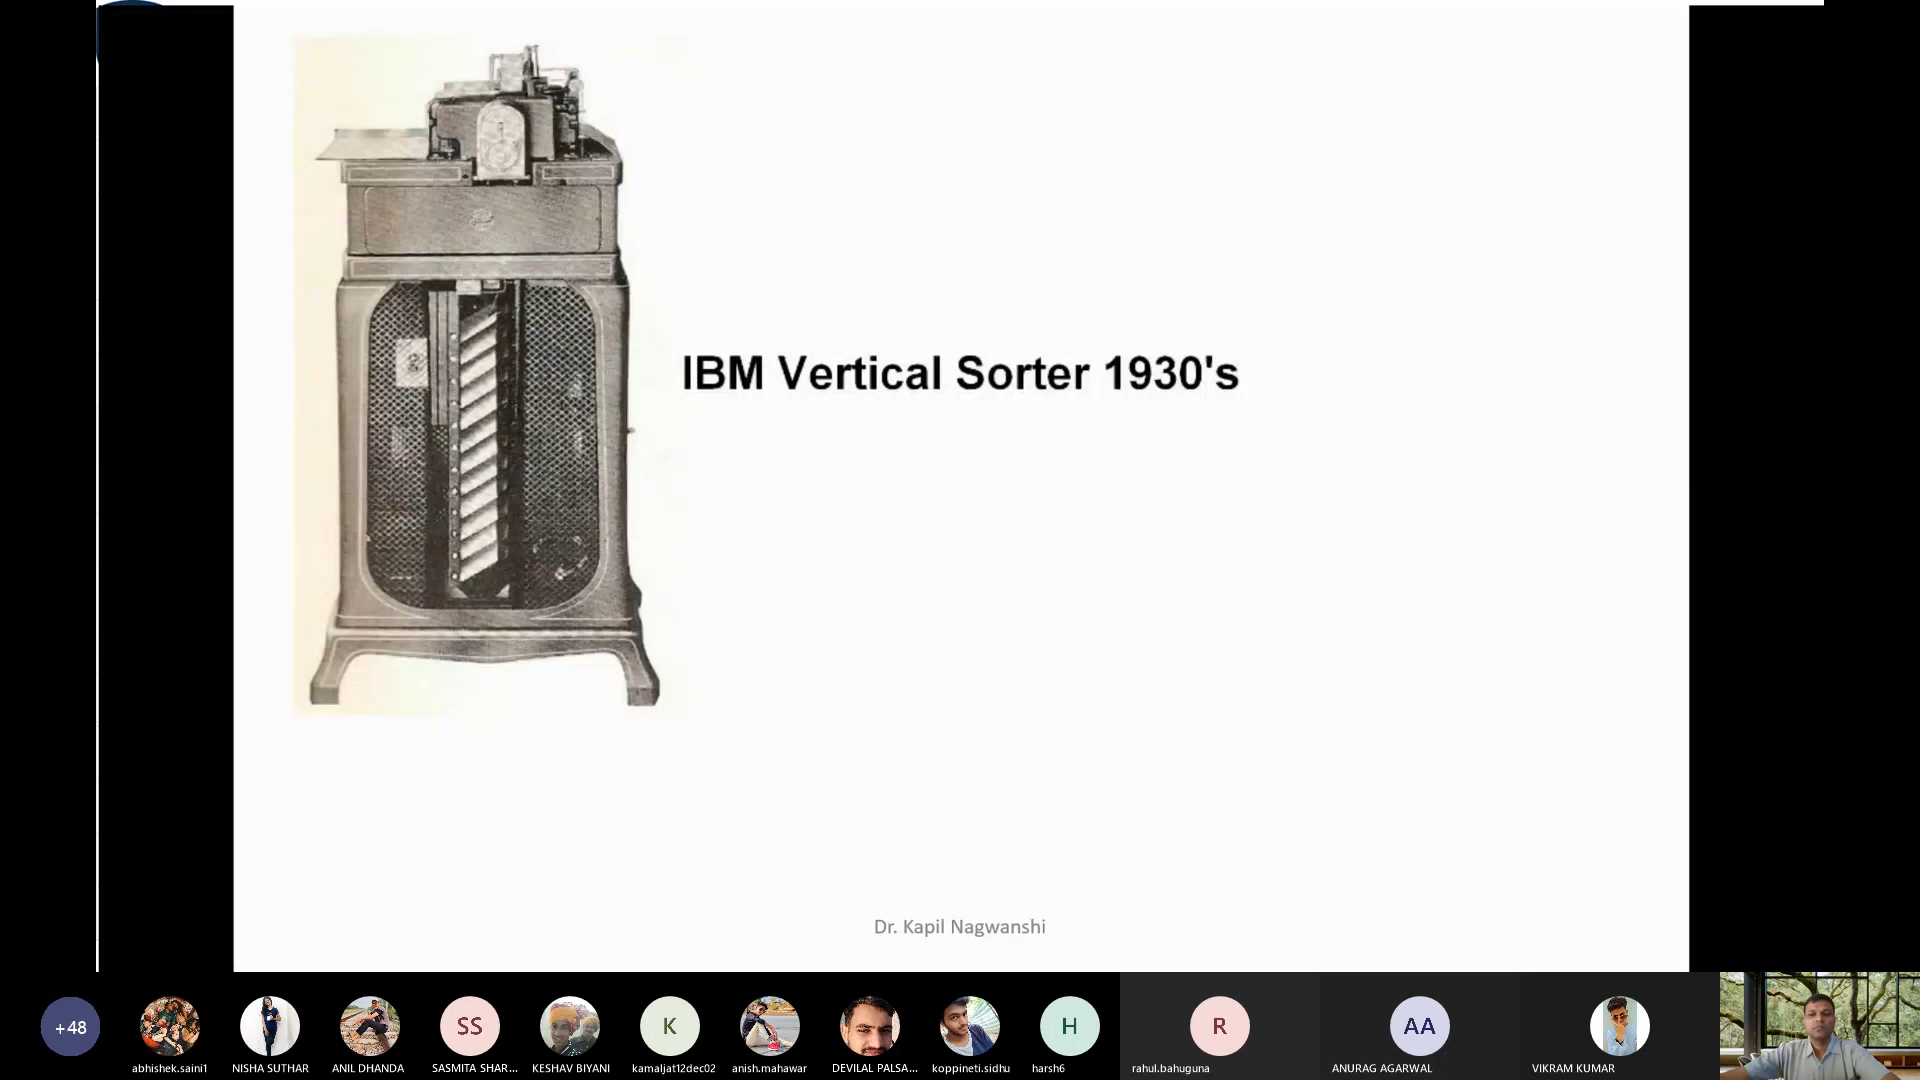 IBM Vertical Sorter 1930's
Dr. Kapil Nagwanshi
+48
SS
K
H
R
AA
abhishek.saini1
NISHA SUTHAR
ANIL DHANDA
SASMITA SHAR...
KESHAV BIYANI
kamaljat12dec02
anish.mahawar
DEVILAL PALSA...
koppineti.sidhu
harsh6
rahul.bahuguna
ANURAG AGARWAL
VIKRAM KUMAR